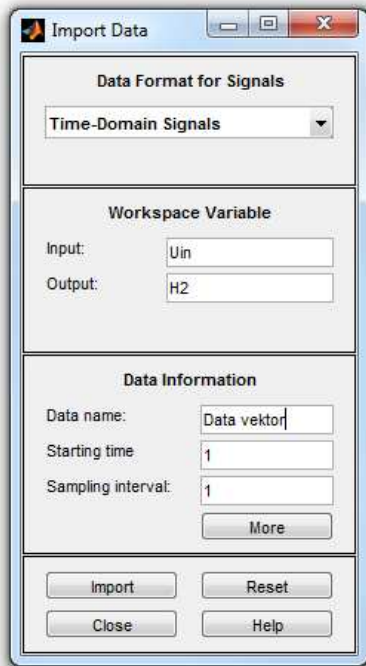 Import Data
Data Format for Signals
Time-Domain Signals
Workspace Variable
Input: Uin
Output: H2
Data Information
Data name: Data vektor
Starting time 1
Sampling interval: 1
More
Import Reset
Close Help